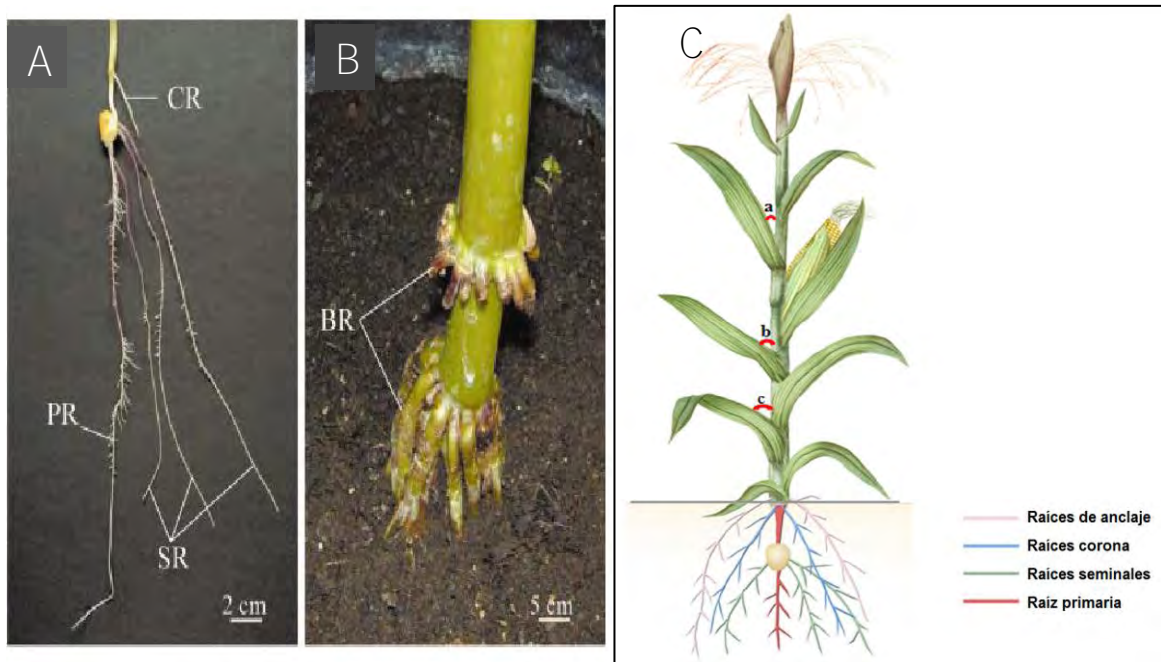 A
CR
PR
SR
2 cm
B
BR
5 cm
C
a
b
c
Raíces de anclaje
Raíces corona
Raíces seminales
Raíz primaria